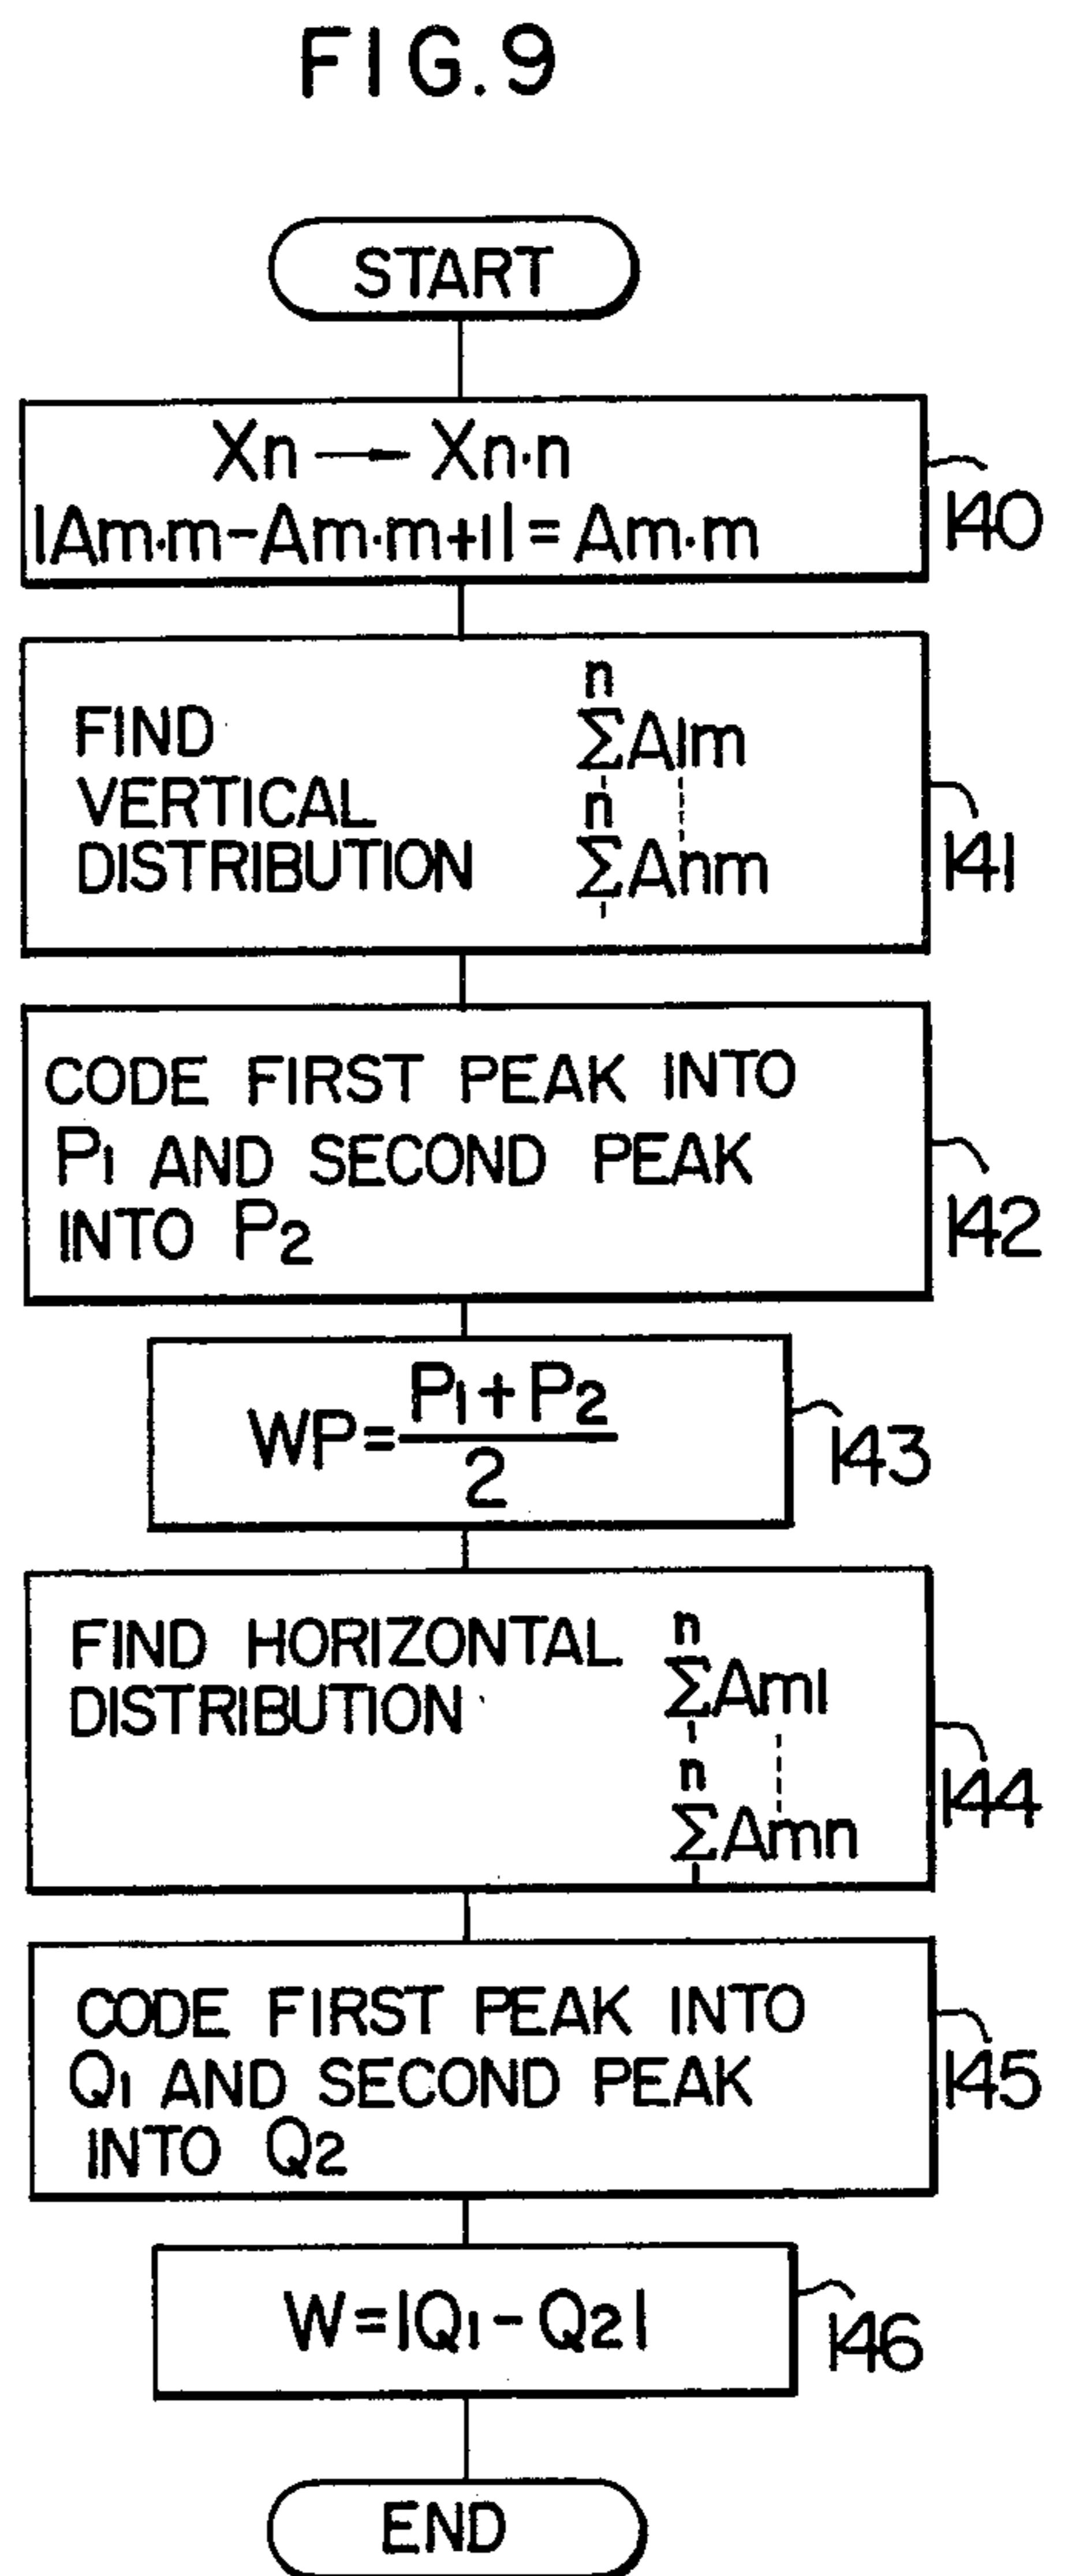 FIG. 9
START
Xn → Xn·n
|Am·m-Am·m+1| = Am·m
140
FIND
VERTICAL
DISTRIBUTION
n
ΣA1m
n
ΣAnm
141
CODE FIRST PEAK INTO
P1 AND SECOND PEAK
INTO P2
142
WP=
P1+P2
2
143
FIND HORIZONTAL
DISTRIBUTION
n
ΣAm1
n
ΣAmn
144
CODE FIRST PEAK INTO
Q1 AND SECOND PEAK
INTO Q2
145
W=|Q1-Q2|
146
END